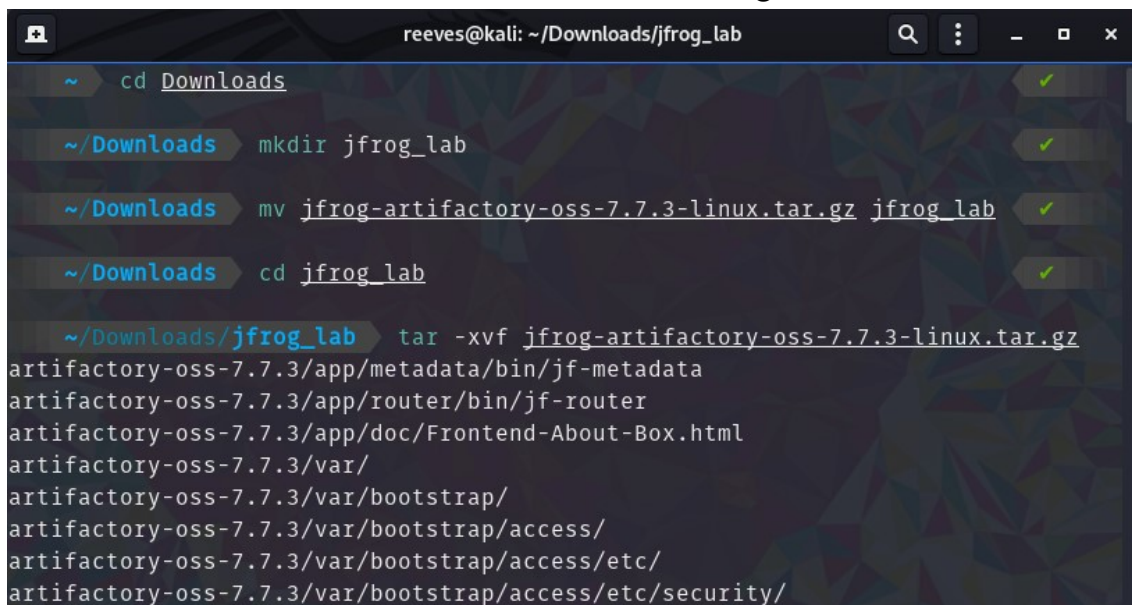 reeves@kali: ~/Downloads/jfrog_lab
~ cd Downloads
~/Downloads mkdir jfrog_lab
~/Downloads mv jfrog-artifactory-oss-7.7.3-linux.tar.gz jfrog_lab
~/Downloads cd jfrog_lab
~/Downloads/jfrog_lab tar -xvf jfrog-artifactory-oss-7.7.3-linux.tar.gz
artifactory-oss-7.7.3/app/metadata/bin/jf-metadata
artifactory-oss-7.7.3/app/router/bin/jf-router
artifactory-oss-7.7.3/app/doc/Frontend-About-Box.html
artifactory-oss-7.7.3/var/
artifactory-oss-7.7.3/var/bootstrap/
artifactory-oss-7.7.3/var/bootstrap/access/
artifactory-oss-7.7.3/var/bootstrap/access/etc/
artifactory-oss-7.7.3/var/bootstrap/access/etc/security/